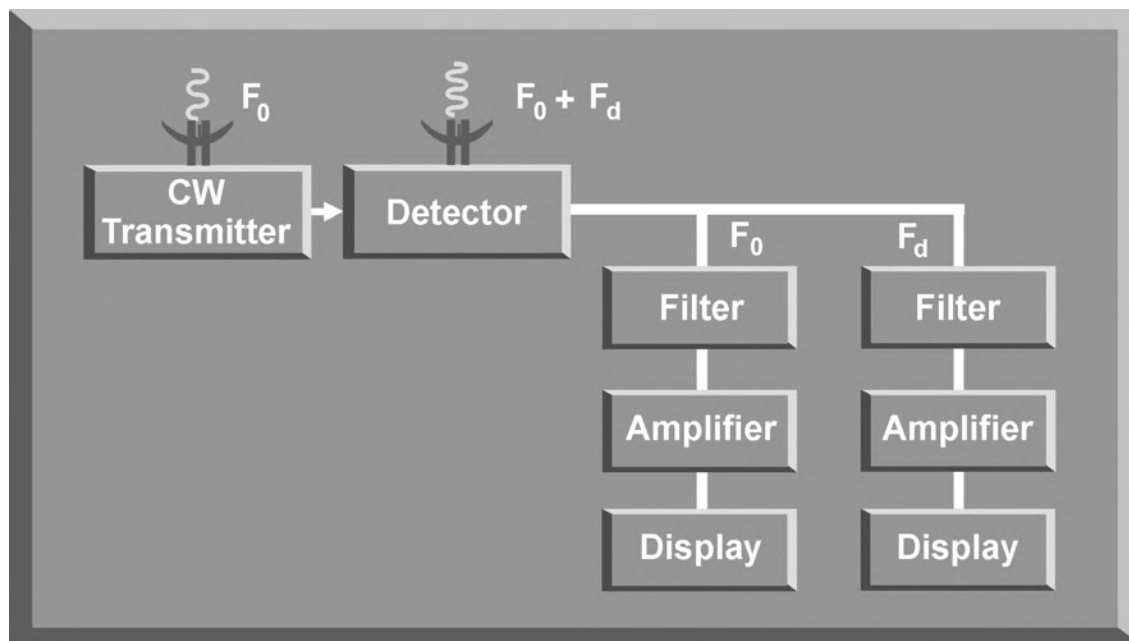 F0
F0 + Fd
CW
Transmitter
Detector
F0
Fd
Filter
Filter
Amplifier
Amplifier
Display
Display